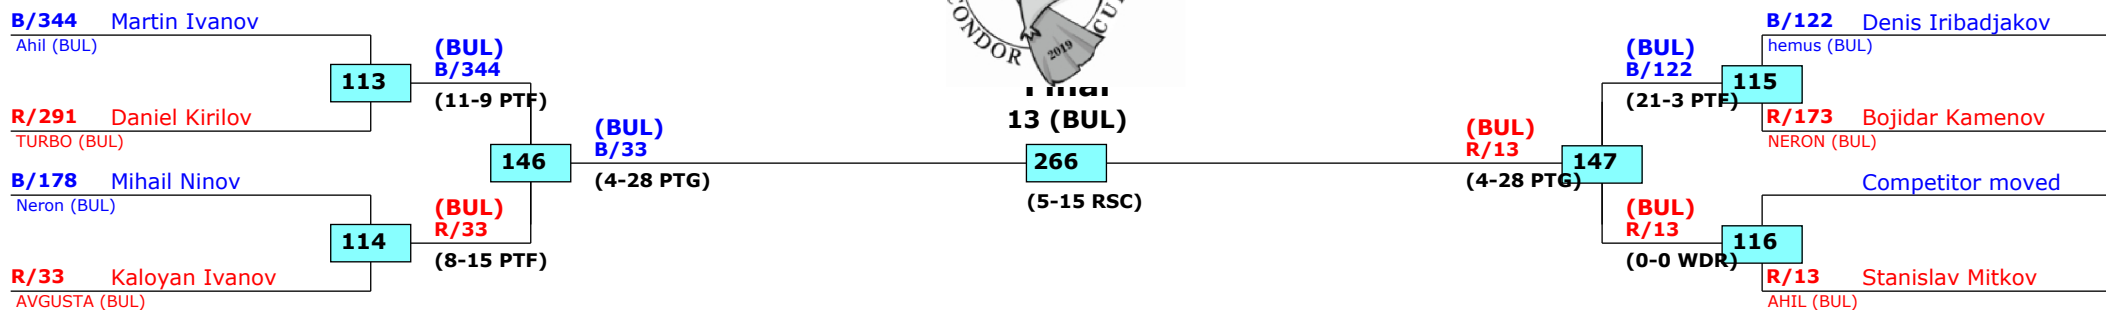 B/344 Martin Ivanov
Ahil (BUL)
113
R/291 Daniel Kirilov
TURBO (BUL)
B/178 Mihail Ninov
Neron (BUL)
114
R/33 Kaloyan Ivanov
AVGUSTA (BUL)
(BUL)
B/344
(11-9 PTF)
146
(BUL)
R/33
(8-15 PTF)
(BUL)
B/33
(4-28 PTG)
CONDOR CUP
2019
Final
13 (BUL)
266
(5-15 RSC)
(BUL)
R/13
(4-28 PTG)
147
(BUL)
B/122
(21-3 PTF)
(BUL)
R/13
(0-0 WDR)
B/122 Denis Iribadjakov
hemus (BUL)
115
R/173 Bojidar Kamenov
NERON (BUL)
Competitor moved
116
R/13 Stanislav Mitkov
AHIL (BUL)